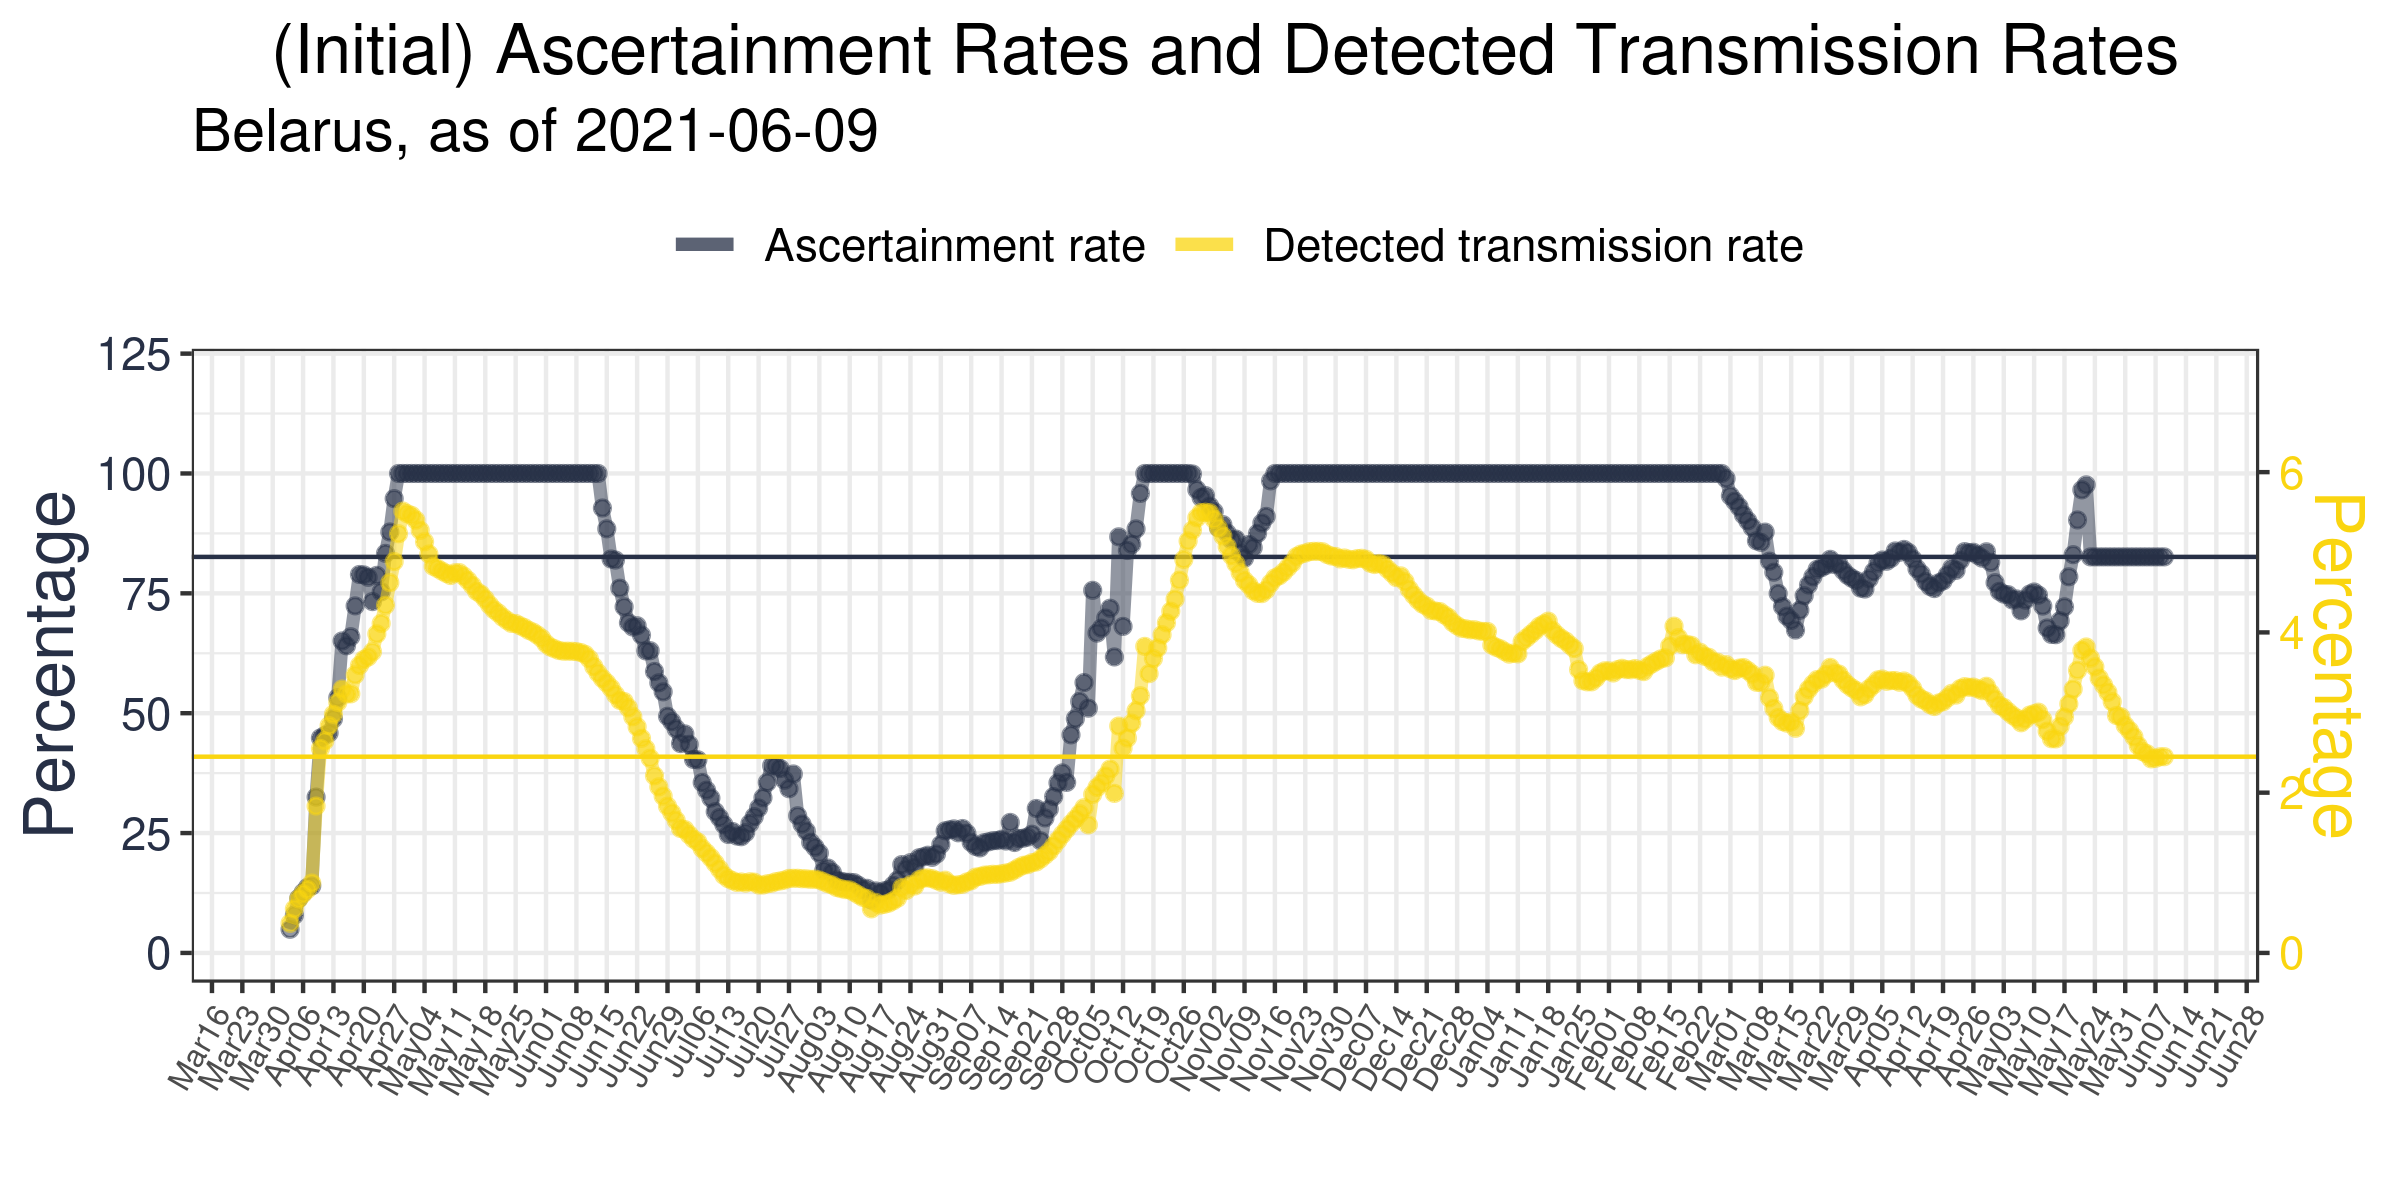 (Initial) Ascertainment Rates and Detected Transmission Rates
Belarus, as of 2021-06-09
Ascertainment rate
Detected transmission rate
Percentage
125
100
75
50
25
0
6
4
2
0
Percentage
Mar16
Mar23
Mar30
Apr06
Apr13
Apr20
Apr27
May04
May11
May18
May25
Jun01
Jun08
Jun15
Jun22
Jun29
Jul06
Jul13
Jul20
Jul27
Aug03
Aug10
Aug17
Aug24
Aug31
Sep07
Sep14
Sep21
Sep28
Oct05
Oct12
Oct19
Oct26
Nov02
Nov09
Nov16
Nov23
Nov30
Dec07
Dec14
Dec21
Dec28
Jan04
Jan11
Jan18
Jan25
Feb01
Feb08
Feb15
Feb22
Mar01
Mar08
Mar15
Mar22
Mar29
Apr05
Apr12
Apr19
Apr26
May03
May10
May17
May24
May31
Jun07
Jun14
Jun21
Jun28